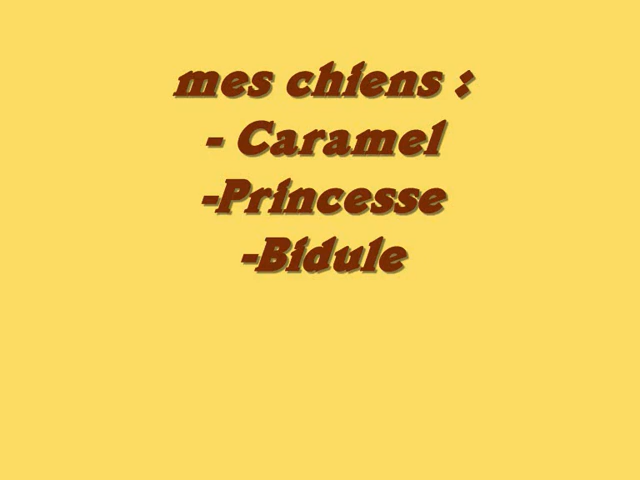 mes chiens :
- Caramel
-Princesse
-Bidule